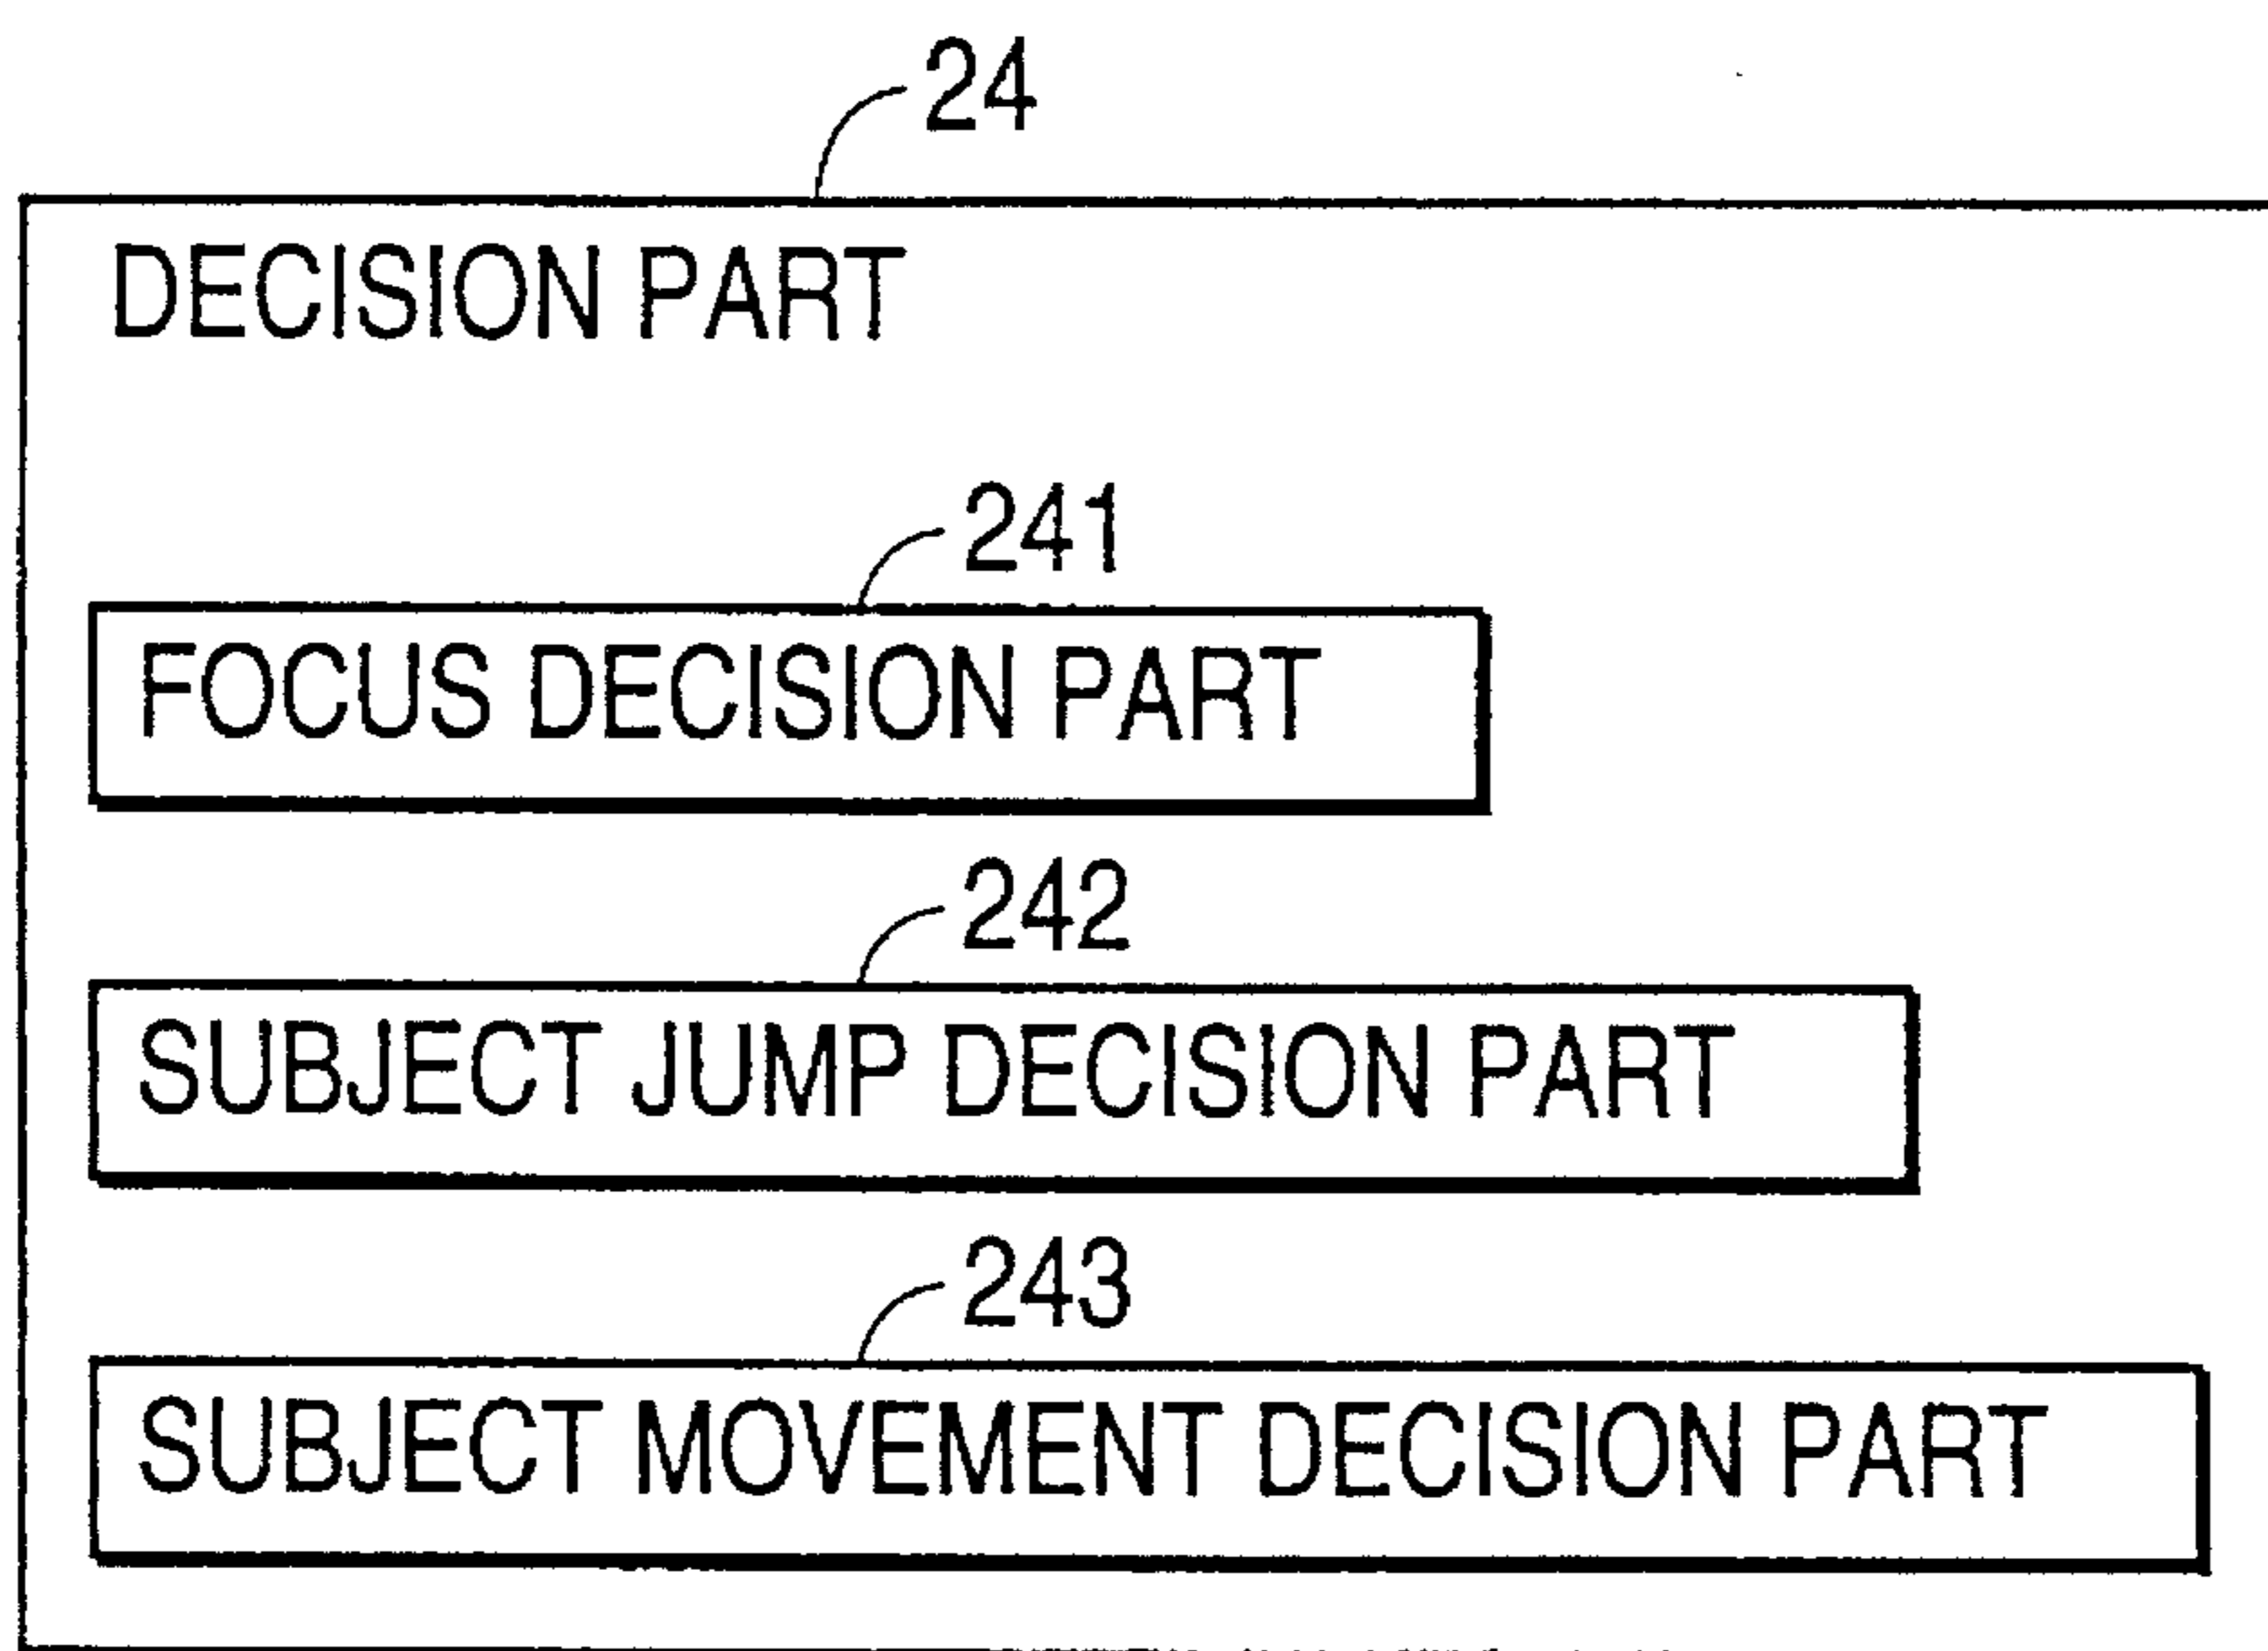 24
DECISION PART
241
FOCUS DECISION PART
242
SUBJECT JUMP DECISION PART
243
SUBJECT MOVEMENT DECISION PART